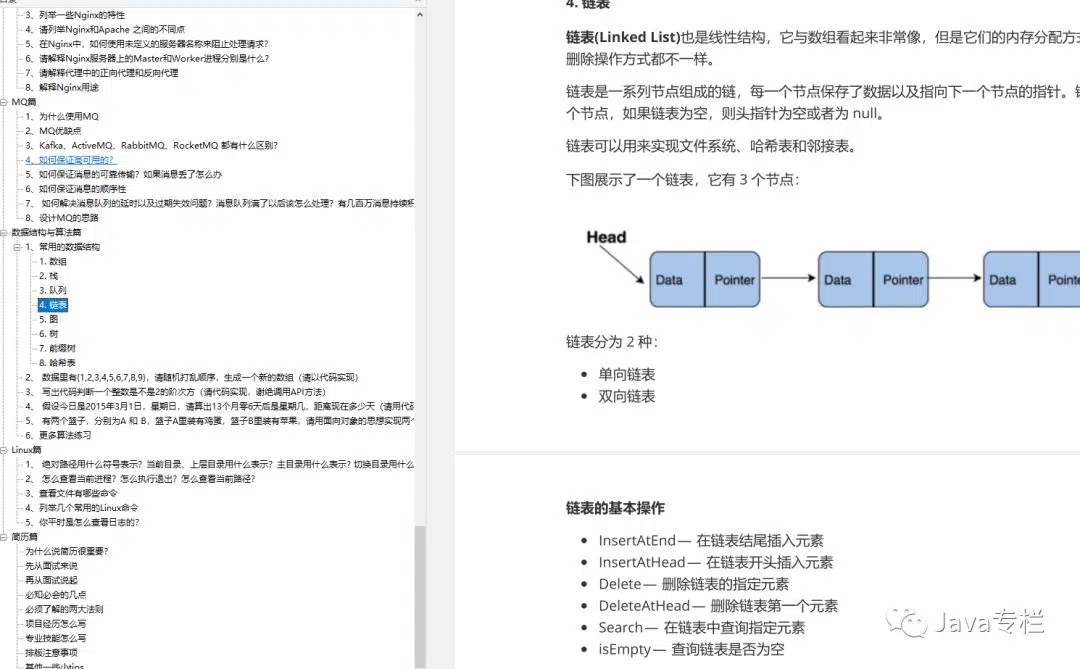 3、列举一些Nginx的特性
4、请列举Nginx和Apache 之间的不同点
5、在Nginx中，如何使用未定义的服务器名称来阻止处理请求?
6、请解释Nginx服务器上的Master和Worker进程分别是什么?
7、请解释代理中的正向代理和反向代理
8、解释Nginx用途
MQ篇
1、为什么使用MQ
2、MQ优缺点
3、Kafka、ActiveMQ、RabbitMQ、RocketMQ 都有什么区别?
4、如何保证高可用的？
5、如何保证消息的可靠传输？如果消息丢了怎么办
6、如何保证消息的顺序性
7、 如何解决消息队列的延时以及过期失效问题？消息队列满了以后该怎么处理？有几百万消息持续积
8、设计MQ的思路
数据结构与算法篇
1、常用的数据结构
1. 数组
2. 栈
3. 队列
4. 链表
5. 图
6. 树
7. 前缀树
8. 哈希表
2、 数据里有{1,2,3,4,5,6,7,8,9}，请随机打乱顺序，生成一个新的数组（请以代码实现）
3、 写出代码判断一个整数是不是2的阶次方（请代码实现，谢绝调用API方法）
4、 假设今日是2015年3月1日，星期日，请算出13个月零6天后是星期几，距离现在多少天（请用代码
5、 有两个篮子，分别为A 和 B，篮子A里装有鸡蛋，篮子B里装有苹果，请用面向对象的思想实现两个
6、更多算法练习
Linux篇
1、 绝对路径用什么符号表示？当前目录、上层目录用什么表示？主目录用什么表示？切换目录用什么
2、 怎么查看当前进程？怎么执行退出？怎么查看当前路径?
3、查看文件有哪些命令
4、列举几个常用的Linux命令
5、你平时是怎么查看日志的?
简历篇
为什么说简历很重要?
先从面试来说
再从面试说起
必知必会的几点
必须了解的两大法则
项目经历怎么写
专业技能怎么写
排版注意事项
其他一些小tips
4. 链表
链表(Linked List)也是线性结构，它与数组看起来非常像，但是它们的内存分配方式
删除操作方式都不一样。
链表是一系列节点组成的链，每一个节点保存了数据以及指向下一个节点的指针。链
个节点，如果链表为空，则头指针为空或者为 null。
链表可以用来实现文件系统、哈希表和邻接表。
下图展示了一个链表，它有 3 个节点：
Head
Data Pointer Data Pointer Data Pointe
链表分为 2 种：
• 单向链表
• 双向链表
链表的基本操作
• InsertAtEnd — 在链表结尾插入元素
• InsertAtHead — 在链表开头插入元素
• Delete — 删除链表的指定元素
• DeleteAtHead — 删除链表第一个元素
• Search — 在链表中查询指定元素
• isEmpty — 查询链表是否为空
Java专栏